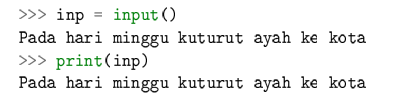 >>> inp = input()
Pada hari minggu kuturut ayah ke kota
>>> print(inp)
Pada hari minggu kuturut ayah ke kota